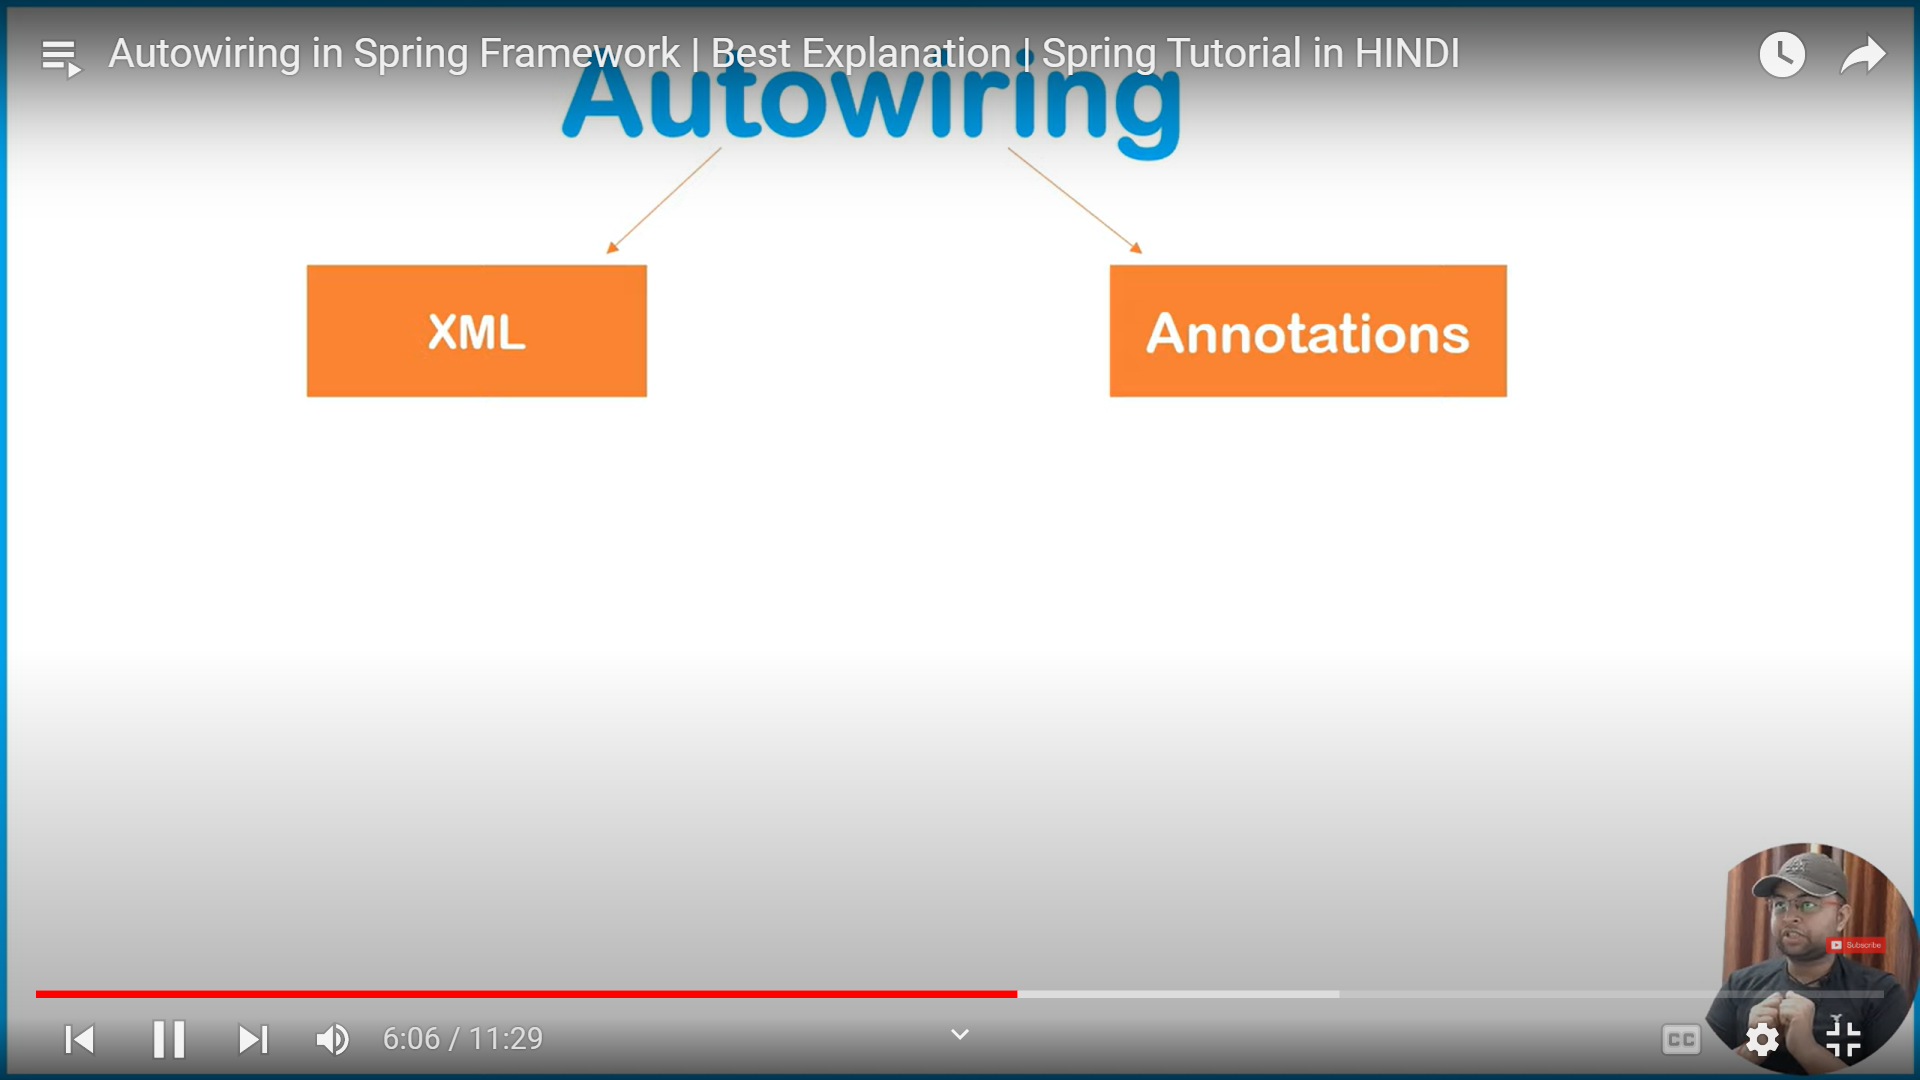 Autowiring in Spring Framework | Best Explanation | Spring Tutorial in HINDI
Autowiring
XML
Annotations
Subscribe
6:06 / 11:29
CC